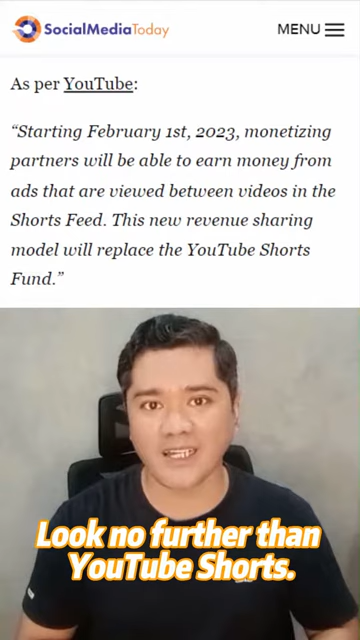 SocialMediaToday
MENU
As per YouTube:
“Starting February 1st, 2023, monetizing
partners will be able to earn money from
ads that are viewed between videos in the
Shorts Feed. This new revenue sharing
model will replace the YouTube Shorts
Fund.”
Look no further than
YouTube Shorts.